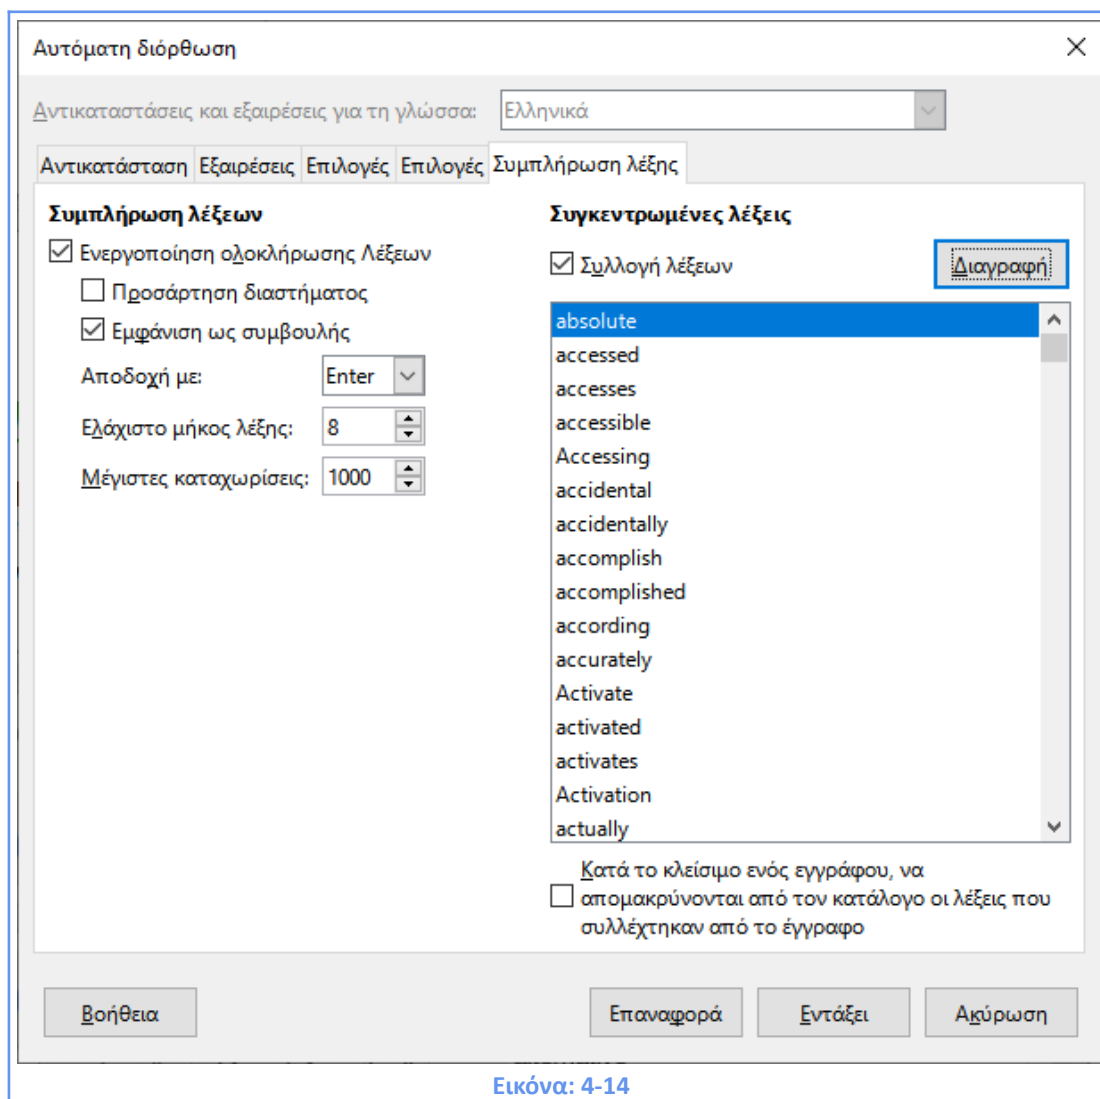 Αυτόματη διόρθωση
Αντικαταστάσεις και εξαιρέσεις για τη γλώσσα: Ελληνικά
Αντικατάσταση Εξαιρέσεις Επιλογές Επιλογές Συμπλήρωση λέξης
Συμπλήρωση λέξεων
Ενεργοποίηση ολοκλήρωσης Λέξεων
Προσάρτηση διαστήματος
Εμφάνιση ως συμβουλής
Αποδοχή με: Enter
Ελάχιστο μήκος λέξης: 8
Μέγιστες καταχωρίσεις: 1000
Συγκεντρωμένες λέξεις
Συλλογή λέξεων
Διαγραφή
absolute
accessed
accesses
accessible
Accessing
accidental
accidentally
accomplish
accomplished
according
accurately
Activate
activated
activates
Activation
actually
Κατά το κλείσιμο ενός εγγράφου, να
απομακρύνονται από τον κατάλογο οι λέξεις που
συλλέχτηκαν από το έγγραφο
Βοήθεια Επαναφορά Εντάξει Ακύρωση
Εικόνα: 4-14